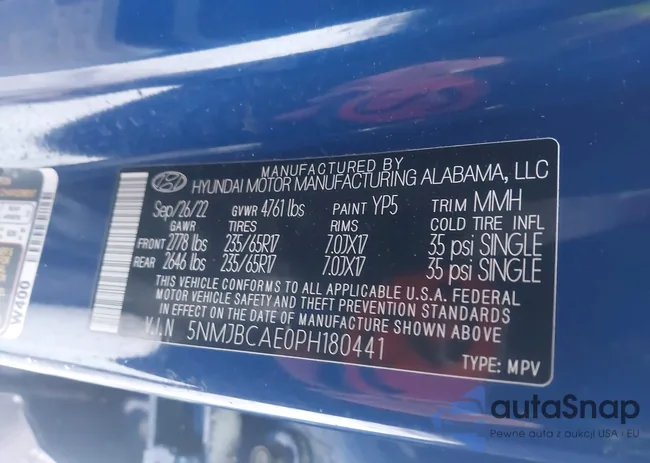 MANUFACTURED BY
HYUNDAI MOTOR MANUFACTURING ALABAMA, LLC
Sep/26/22 GVWR 4761 lbs PAINT YP5 TRIM MMH
GAWR TIRES RIMS COLD TIRE INFL
FRONT 2778 lbs 235/65R17 7.0JX17 35 psi SINGLE
REAR 2646 lbs 235/65R17 7.0JX17 35 psi SINGLE
THIS VEHICLE CONFORMS TO ALL APPLICABLE U.S.A. FEDERAL
MOTOR VEHICLE SAFETY AND THEFT PREVENTION STANDARDS
IN EFFECT ON THE DATE OF MANUFACTURE SHOWN ABOVE
V.I.N 5NMJBCAE0PH180441
TYPE: MPV
W400
autaSnap
Pewne auta z aukcji USA i EU